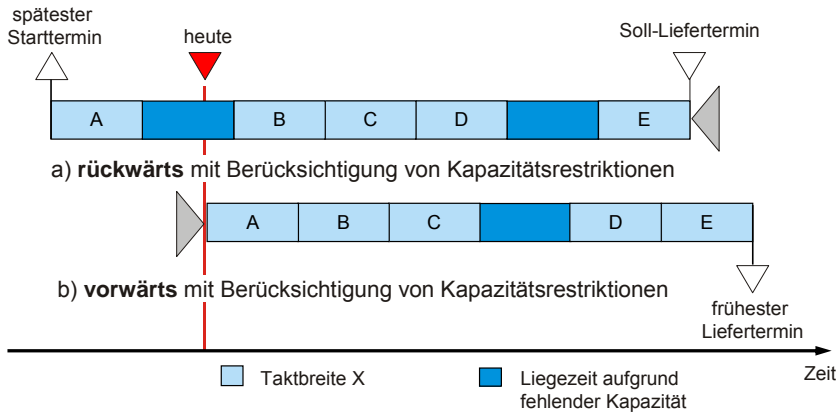 spätester
Starttermin
heute
Soll-Liefertermin
A
B
C
D
E
a) rückwärts mit Berücksichtigung von Kapazitätsrestriktionen
A
B
C
D
E
b) vorwärts mit Berücksichtigung von Kapazitätsrestriktionen
frühester
Liefertermin
Zeit
Taktbreite X
Liegezeit aufgrund
fehlender Kapazität